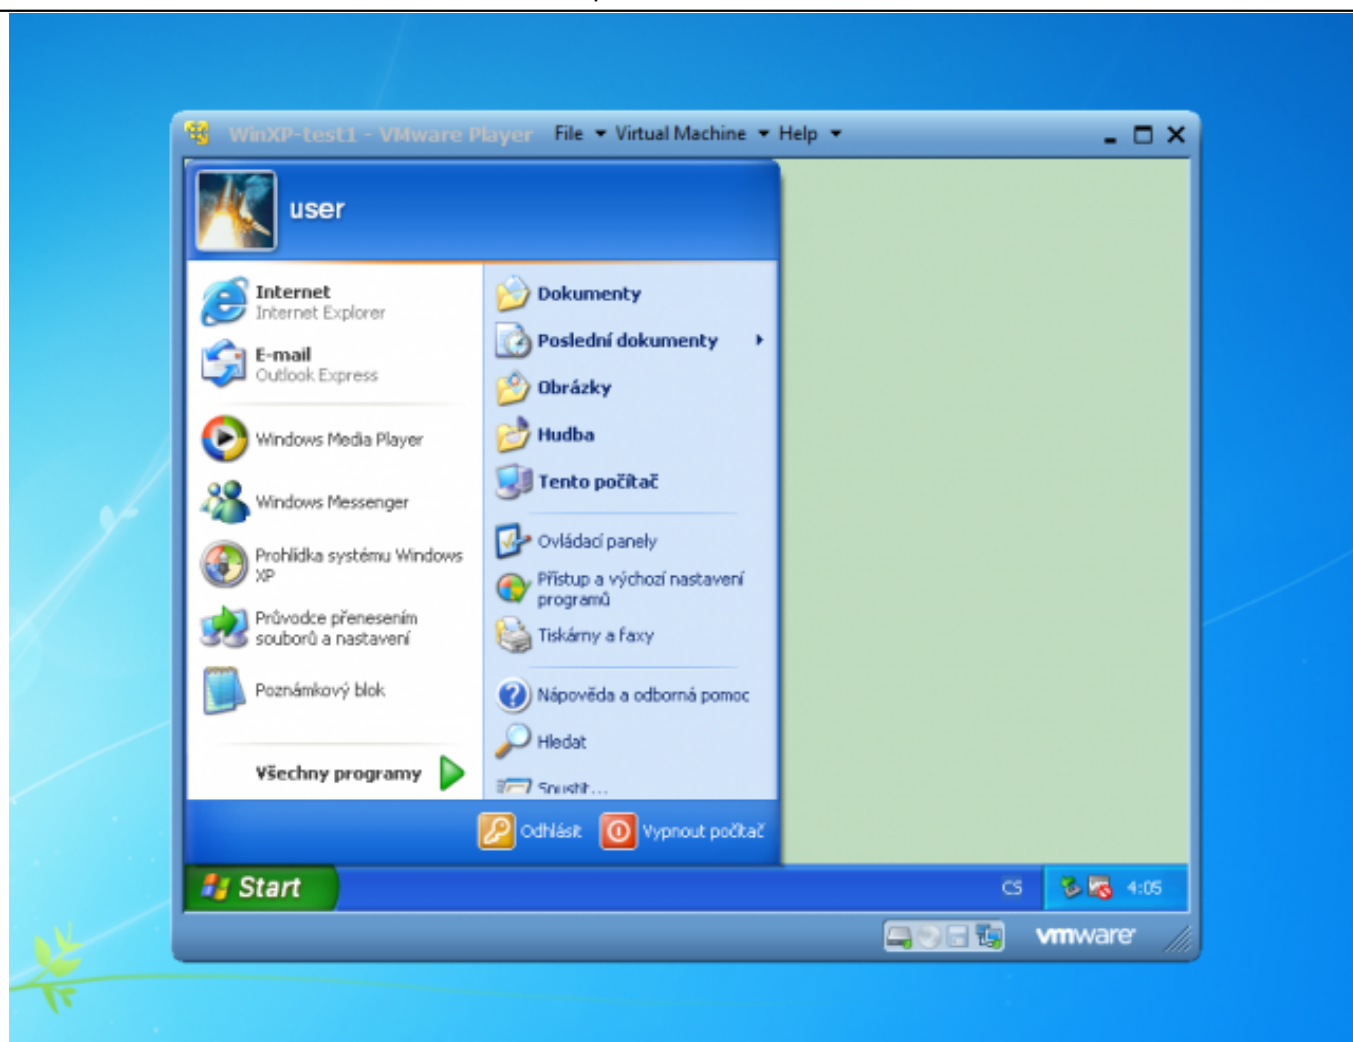 WinXP-test1 - VMware Player File Virtual Machine Help
user
Internet
Internet Explorer
E-mail
Outlook Express
Windows Media Player
Windows Messenger
Prohlídka systému Windows
XP
Průvodce přenesením
souborů a nastavení
Poznámkový blok
Všechny programy
Dokumenty
Poslední dokumenty
Obrázky
Hudba
Tento počítač
Ovládací panely
Přístup a výchozí nastavení
programů
Tiskárny a faxy
Nápověda a odborná pomoc
Hledat
Spustit...
Odhlásit Vypnout počítač
Start CS 4:05
vmware